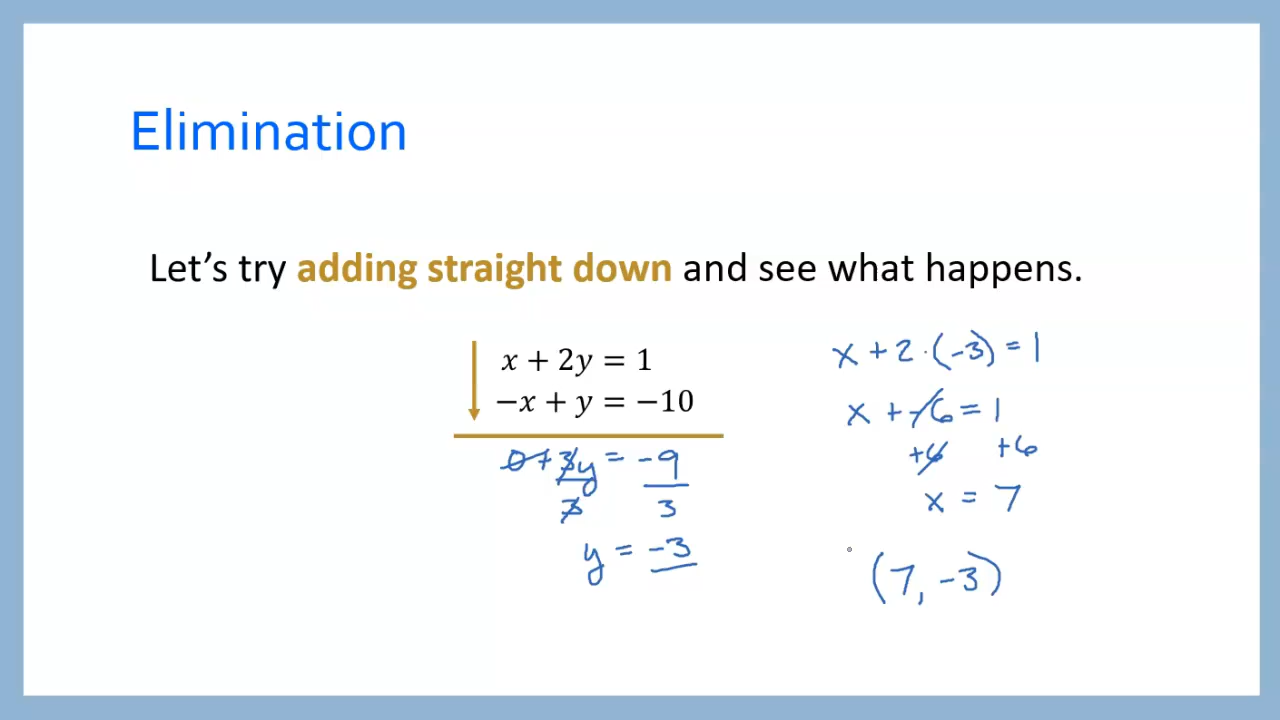 Elimination
Let's try adding straight down and see what happens.
x + 2y = 1
−x + y = −10
0 + 3y = -9
3 3
y = -3
x + 2 · (-3) = 1
x + -6 = 1
+6 +6
x = 7
(7, -3)